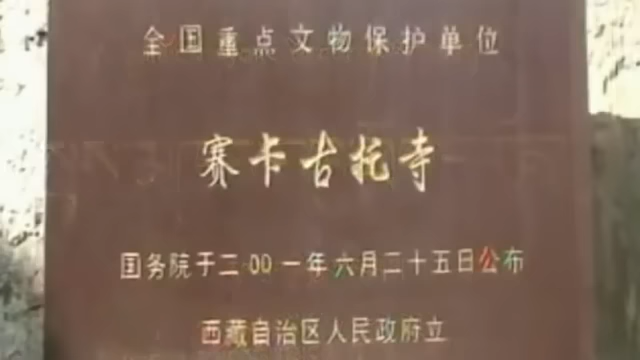 全国重点文物保护单位
赛卡古托寺
国务院于二〇〇一年六月二十五日公布
西藏自治区人民政府立